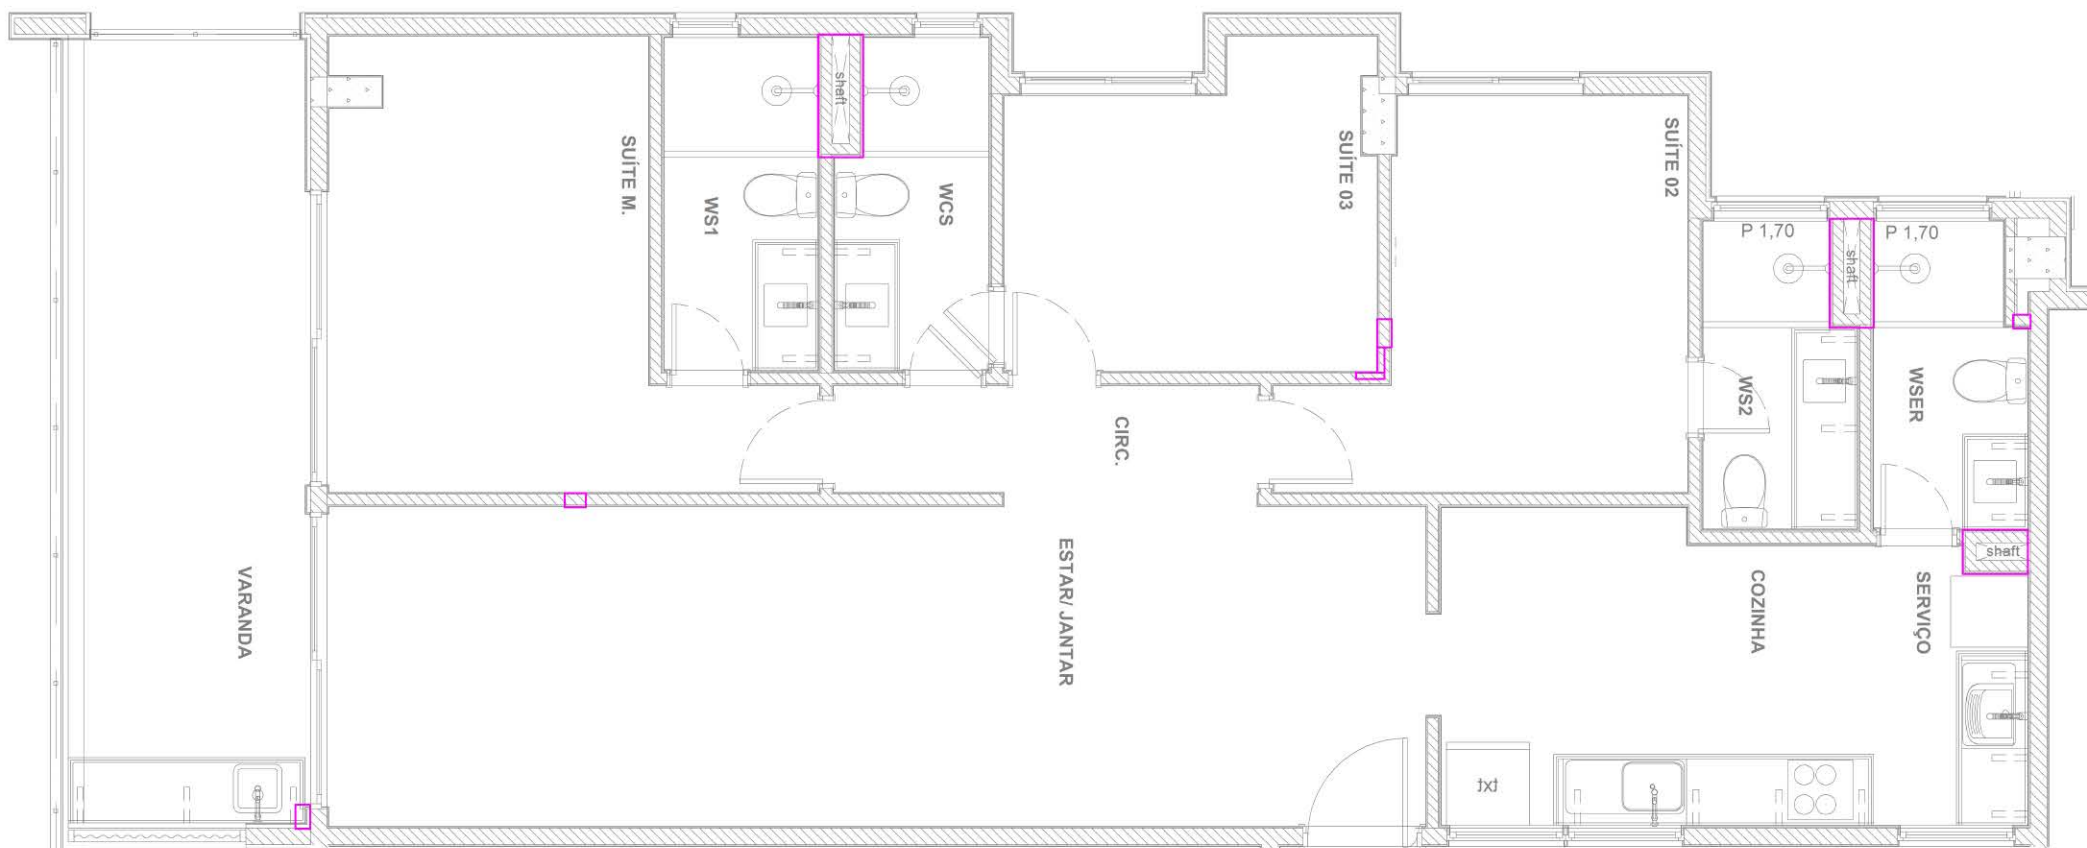 shaft
SUÍTE M.
WS1
WCS
SUÍTE 03
SUÍTE 02
P 1,70
P 1,70
shaft
WS2
WSER
CIRC.
shaft
VARANDA
ESTAR/ JANTAR
COZINHA
SERVIÇO
txt